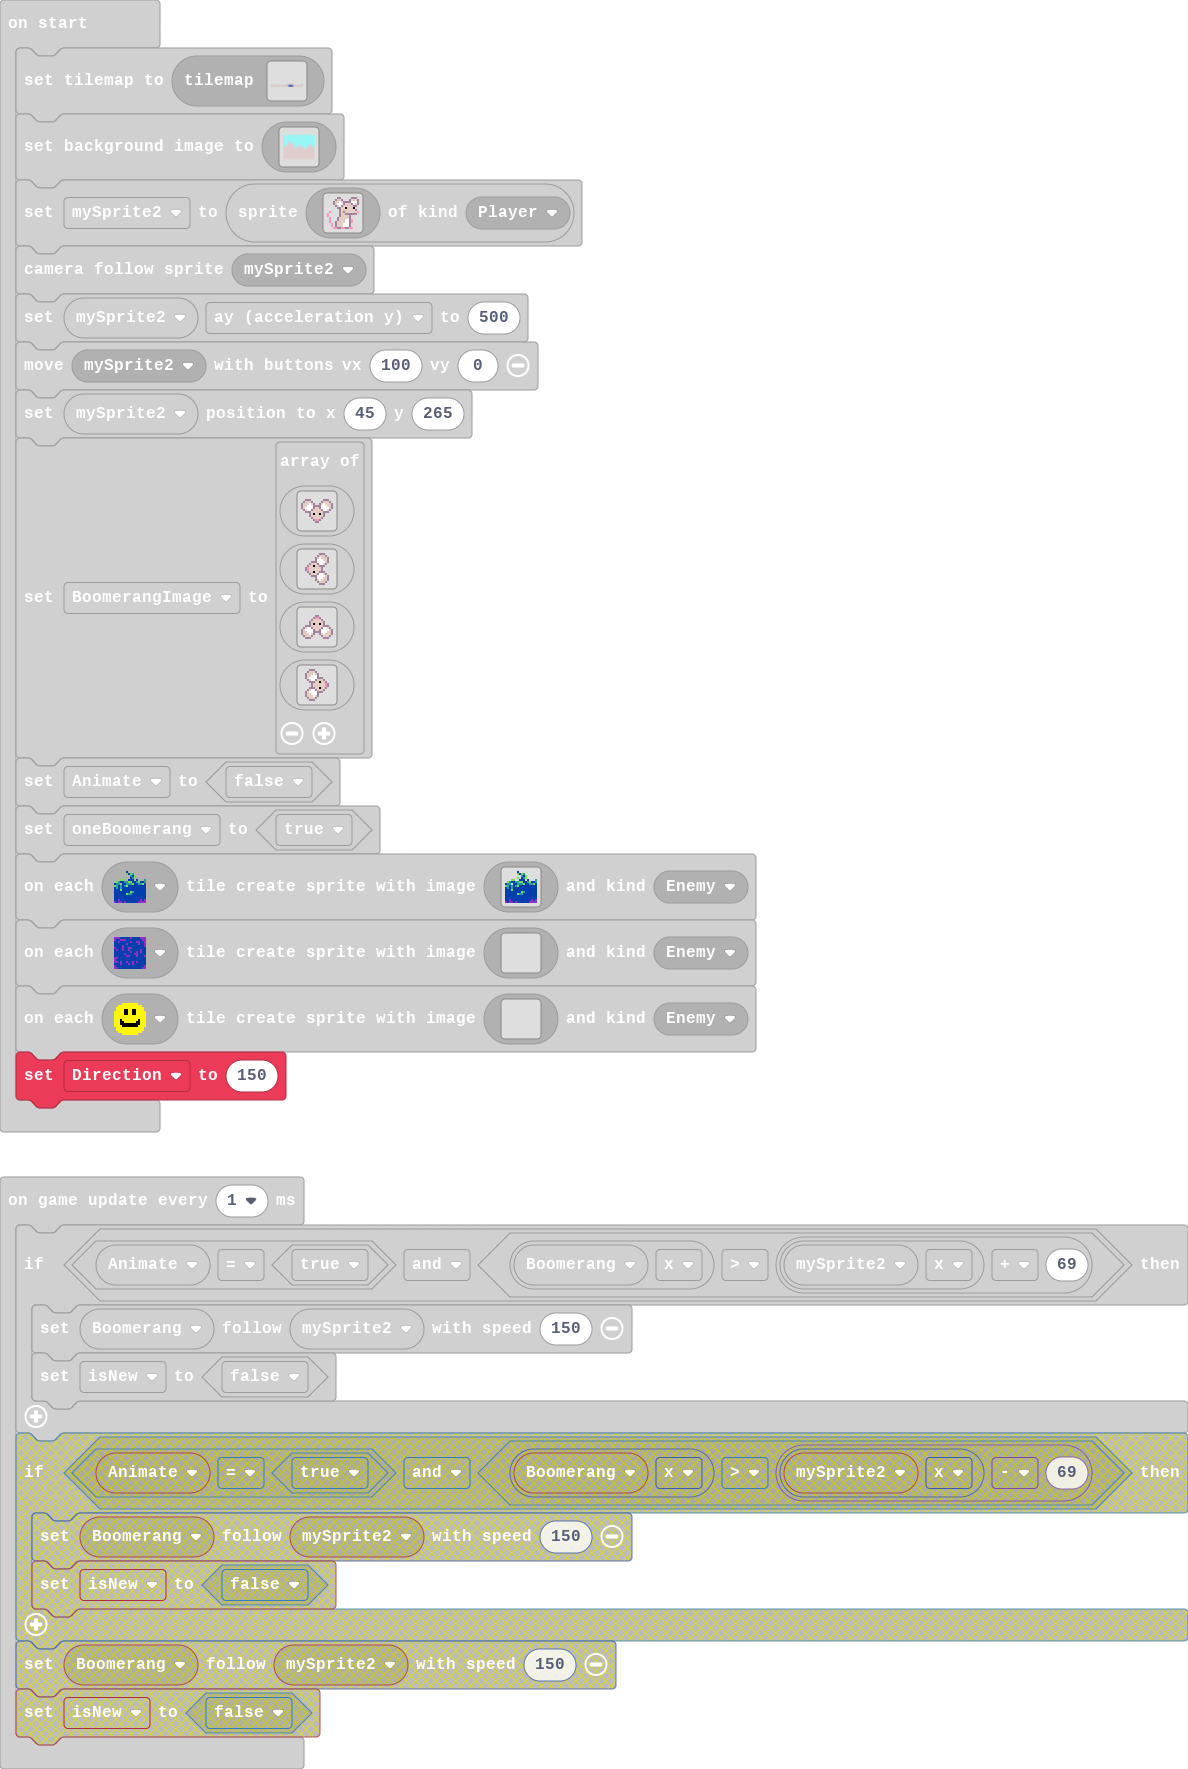 on start
set tilemap to tilemap
set background image to
set mySprite2 to sprite of kind Player
camera follow sprite mySprite2
set mySprite2 ay (acceleration y) to 500
move mySprite2 with buttons vx 100 vy 0
set mySprite2 position to x 45 y 265
array of
set BoomerangImage to
set Animate to false
set oneBoomerang to true
on each tile create sprite with image and kind Enemy
on each tile create sprite with image and kind Enemy
on each tile create sprite with image and kind Enemy
set Direction to 150
on game update every 1 ms
if Animate = true and Boomerang x > mySprite2 x + 69 then
set Boomerang follow mySprite2 with speed 150
set isNew to false
if Animate = true and Boomerang x > mySprite2 x - 69 then
set Boomerang follow mySprite2 with speed 150
set isNew to false
set Boomerang follow mySprite2 with speed 150
set isNew to false